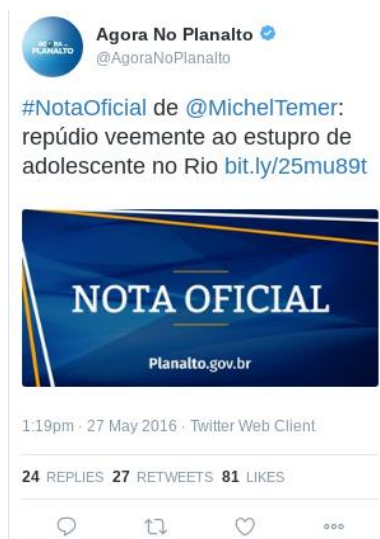 AGORA NO
PLANALTO
Agora No Planalto
@AgoraNoPlanalto
#NotaOficial de @MichelTemer:
repúdio veemente ao estupro de
adolescente no Rio bit.ly/25mu89t
NOTA OFICIAL
Planalto.gov.br
1:19pm · 27 May 2016 · Twitter Web Client
24 REPLIES 27 RETWEETS 81 LIKES